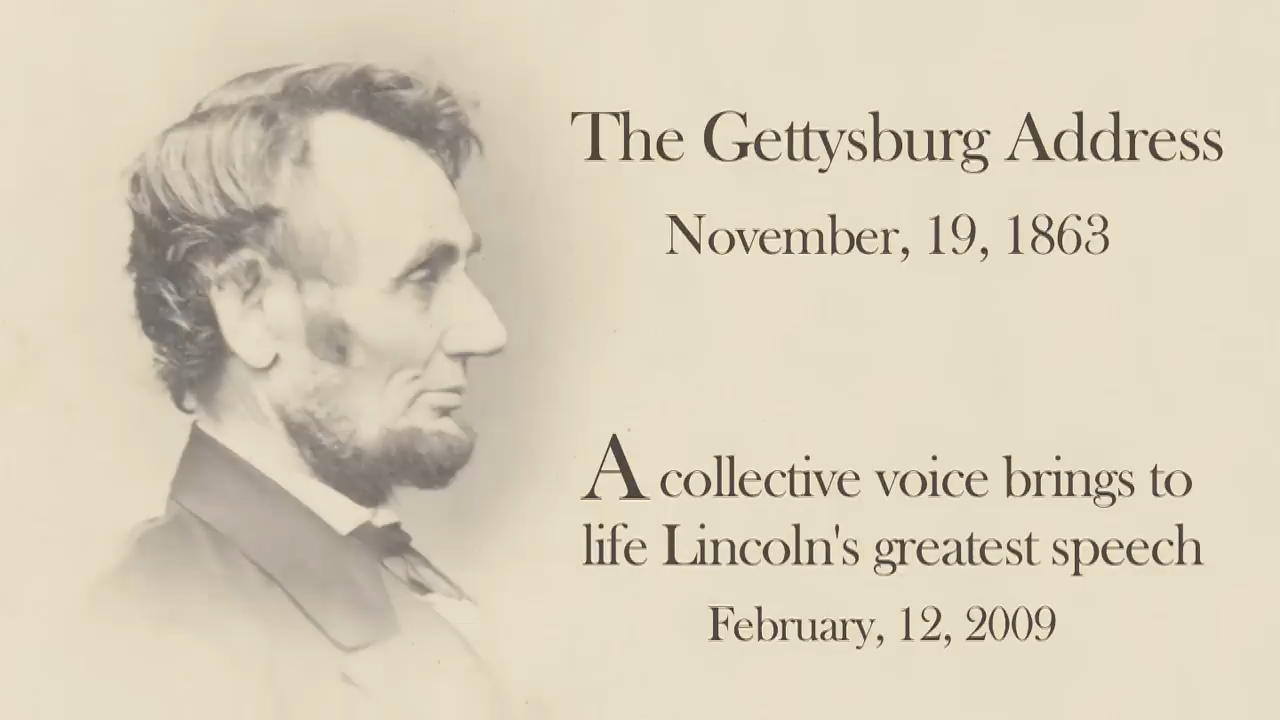 The Gettysburg Address
November, 19, 1863
A collective voice brings to
life Lincoln's greatest speech
February, 12, 2009